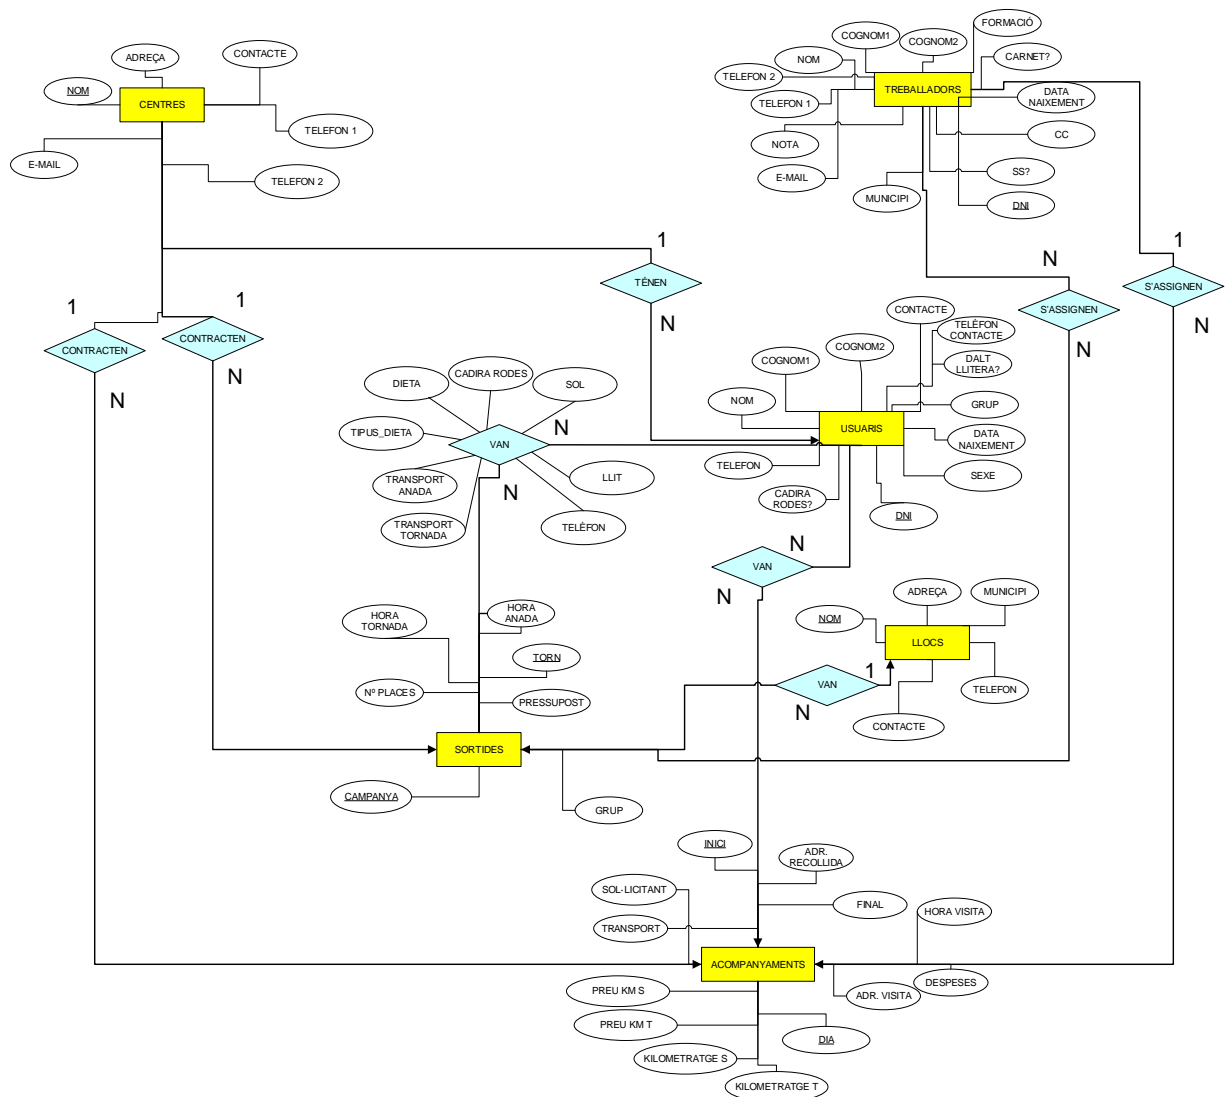 FORMACIÓ
COGNOM1
COGNOM2
ADREÇA
CONTACTE
NOM
CARNET?
TELEFON 2
NOM
CENTRES
TREBALLADORS
DATA
NAIXEMENT
TELEFON 1
TELEFON 1
CC
NOTA
E-MAIL
TELEFON 2
E-MAIL
SS?
MUNICIPI
DNI
1
N
1
TÉNEN
S'ASSIGNEN
S'ASSIGNEN
1
1
N
N
CONTRACTEN
CONTRACTEN
N
N
CONTACTE
TELÈFON
CONTACTE
COGNOM1
COGNOM2
DALT
LLITERA?
DIETA
CADIRA RODES
SOL
NOM
GRUP
TIPUS_DIETA
VAN
N
USUARIS
DATA
NAIXEMENT
TELEFON
SEXE
TRANSPORT
ANADA
N
LLIT
CADIRA
RODES?
DNI
TRANSPORT
TORNADA
TELÈFON
N
VAN
N
ADREÇA
MUNICIPI
HORA
TORNADA
HORA
ANADA
NOM
LLOCS
TORN
1
VAN
N
TELEFON
Nº PLACES
PRESSUPOST
CONTACTE
SORTIDES
CAMPANYA
GRUP
INICI
ADR.
RECOLLIDA
SOL·LICITANT
FINAL
HORA VISITA
TRANSPORT
ACOMPANYAMENTS
DESPESES
PREU KM S
ADR. VISITA
PREU KM T
DIA
KILOMETRATGE S
KILOMETRATGE T